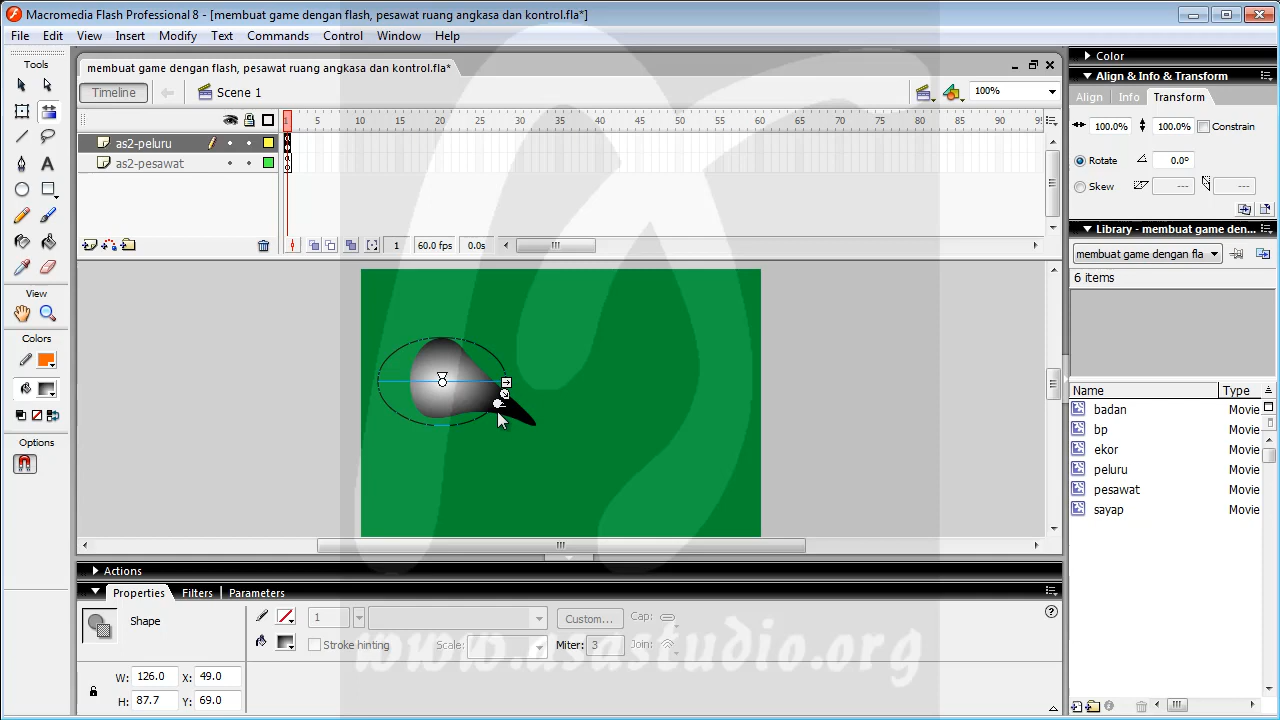 Macromedia Flash Professional 8 - [membuat game dengan flash, pesawat ruang angkasa dan kontrol.fla*]
File Edit View Insert Modify Text Commands Control Window Help
Tools
View
Colors
Options
membuat game dengan flash, pesawat ruang angkasa dan kontrol.fla*
Timeline Scene 1 100%
1 5 10 15 20 25 30 35 40 45 50 55 60 65 70 75 80 85 90 95
as2-peluru
as2-pesawat
1 60.0 fps 0.0s
Color
Align & Info & Transform
Align Info Transform
100.0% 100.0% Constrain
Rotate 0.0°
Skew --- ---
Library - membuat game den...
membuat game dengan fla
6 items
Name Type
badan Movie
bp Movie
ekor Movie
peluru Movie
pesawat Movie
sayap Movie
Actions
Properties Filters Parameters
Shape
1 Custom... Cap:
Stroke hinting Scale: Miter: 3 Join:
W: 126.0 X: 49.0
H: 87.7 Y: 69.0
www.asastudio.org